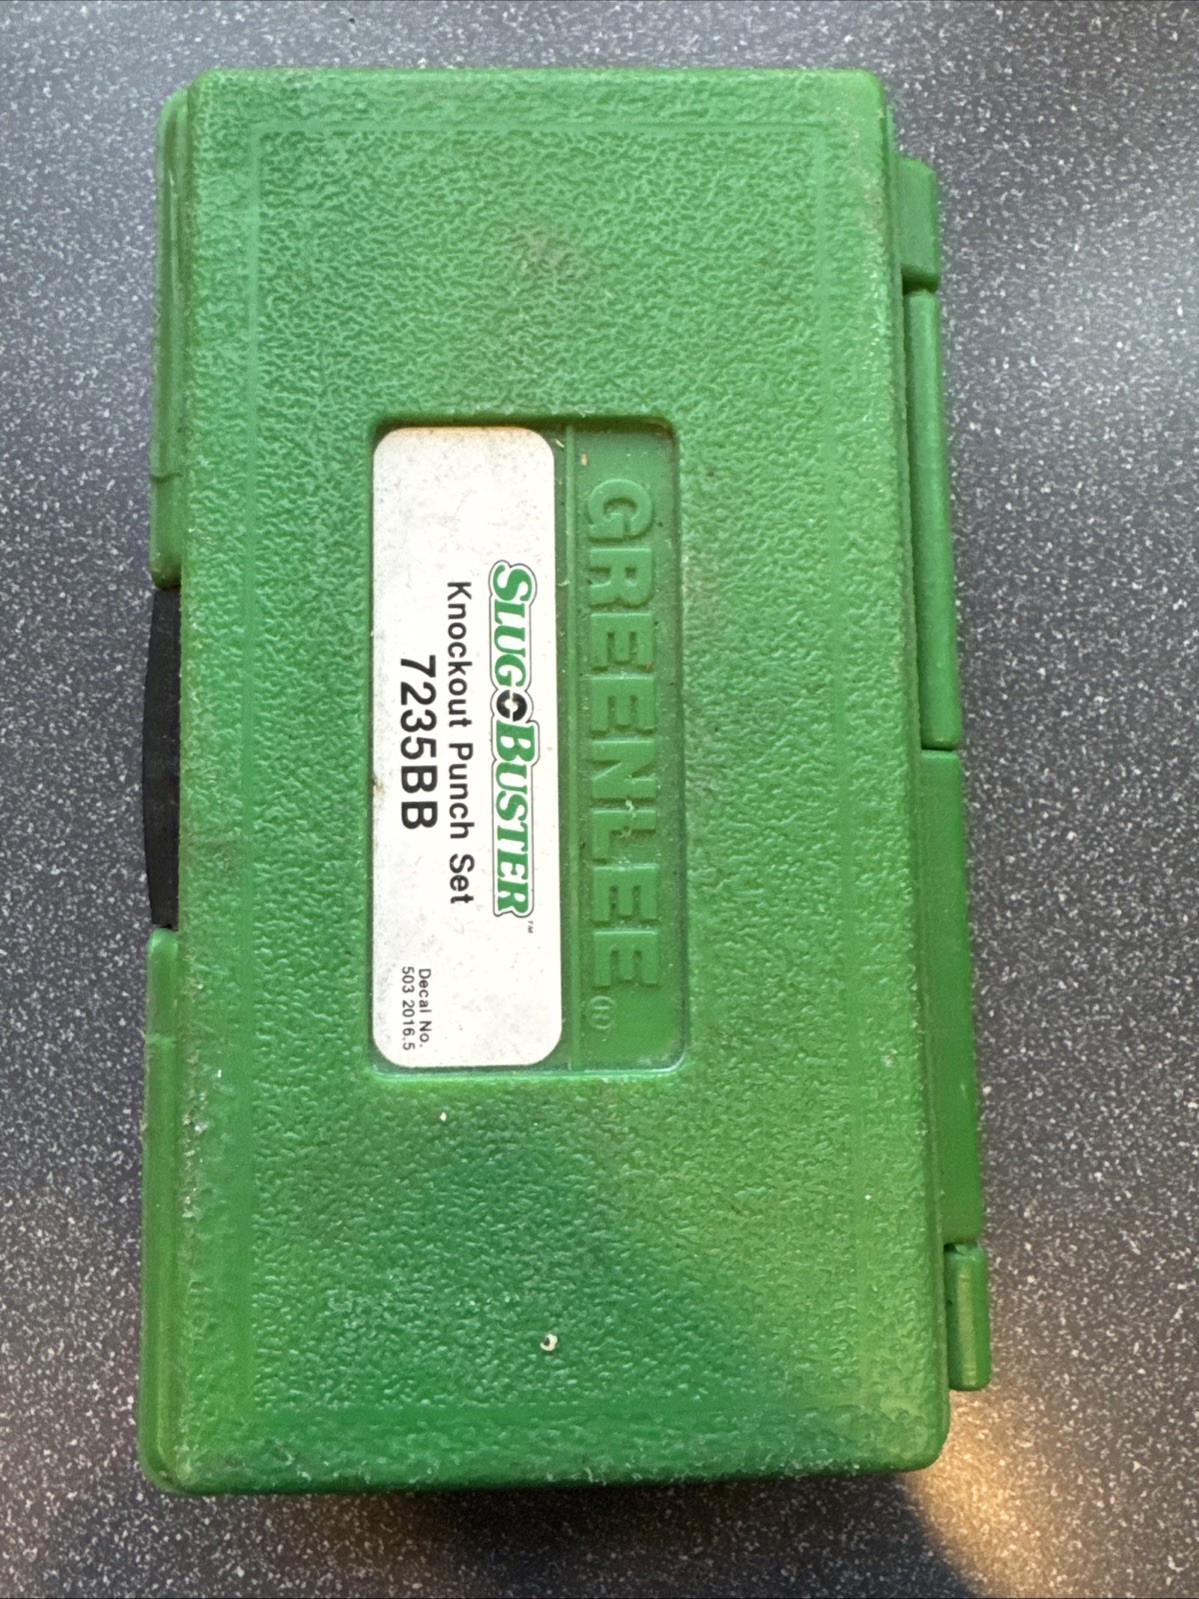 GREENLEE®
SLUG BUSTER™
Knockout Punch Set
7235BB
Decal No.
503 2016.5